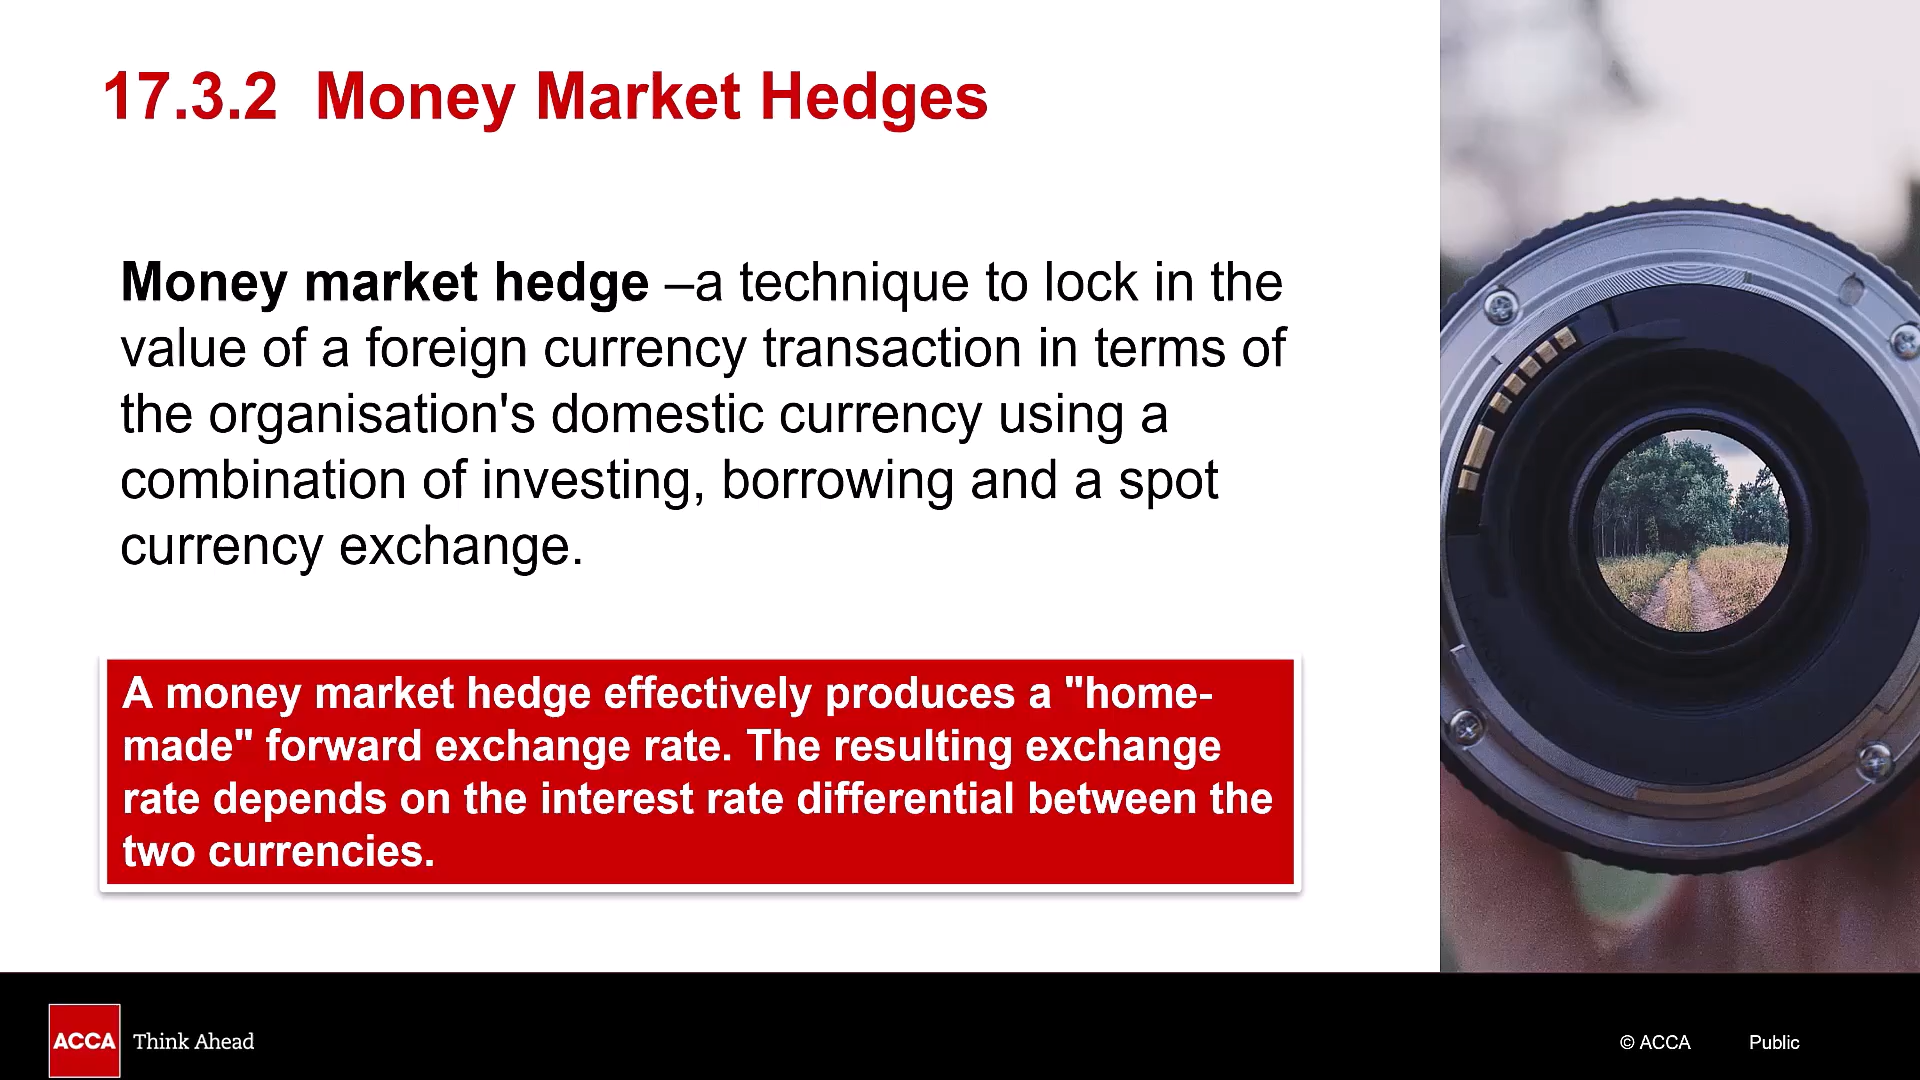 17.3.2 Money Market Hedges
Money market hedge –a technique to lock in the
value of a foreign currency transaction in terms of
the organisation's domestic currency using a
combination of investing, borrowing and a spot
currency exchange.
A money market hedge effectively produces a "home-
made" forward exchange rate. The resulting exchange
rate depends on the interest rate differential between the
two currencies.
ACCA Think Ahead
© ACCA Public